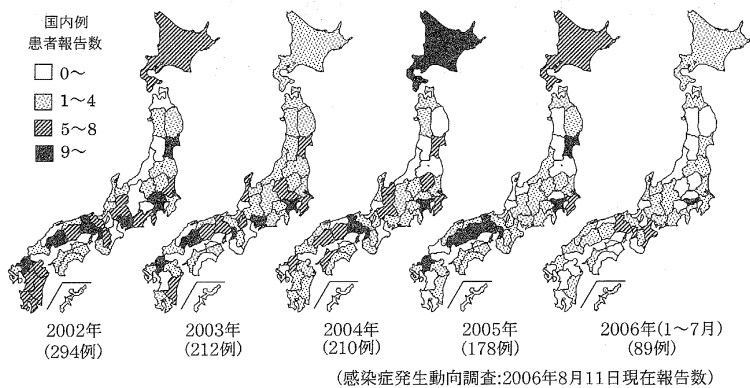 国内例
患者報告数
0〜
1〜4
5〜8
9〜
2002年
(294例)
2003年
(212例)
2004年
(210例)
2005年
(178例)
2006年(1〜7月)
(89例)
(感染症発生動向調査:2006年8月11日現在報告数)